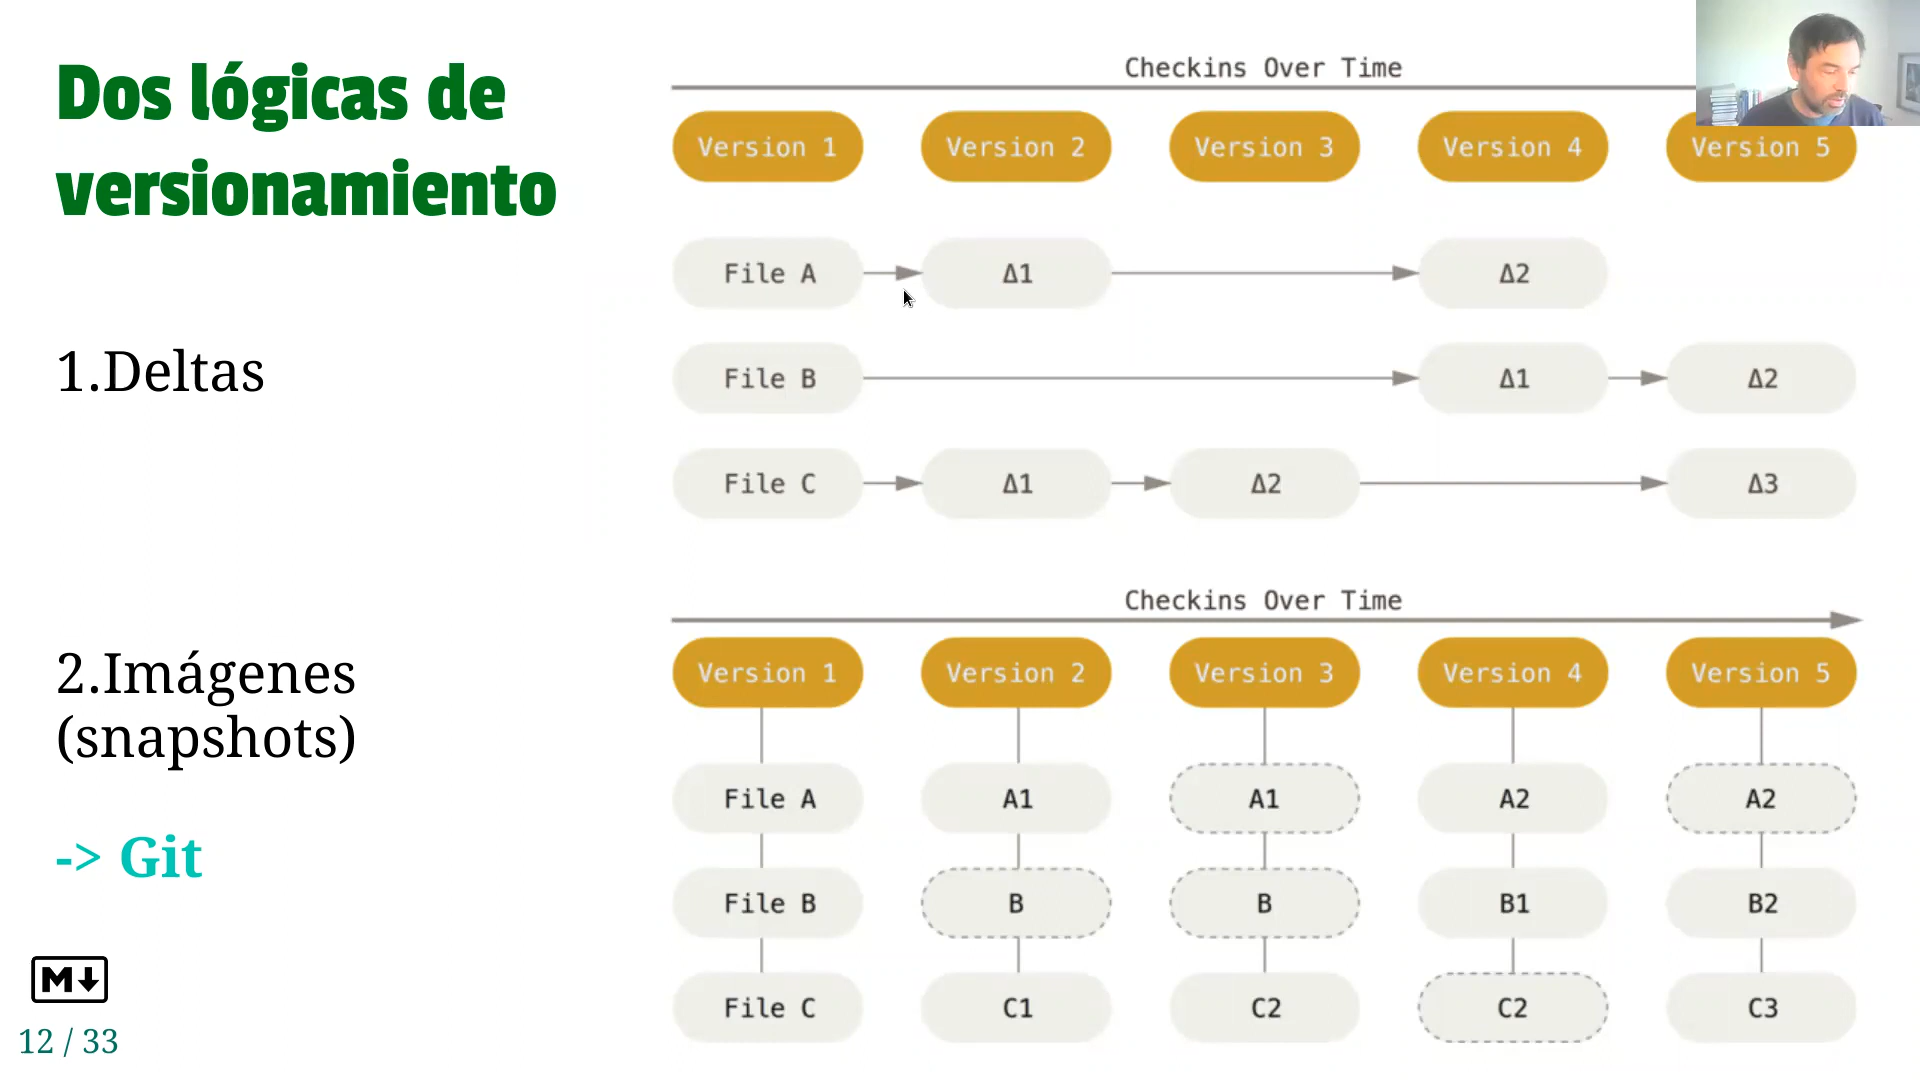 Dos lógicas de
versionamiento
1.Deltas
2.Imágenes
(snapshots)
-> Git
M
12 / 33
Checkins Over Time
Version 1 Version 2 Version 3 Version 4 Version 5
File A Δ1 Δ2
File B Δ1 Δ2
File C Δ1 Δ2 Δ3
Checkins Over Time
Version 1 Version 2 Version 3 Version 4 Version 5
File A A1 A1 A2 A2
File B B B B1 B2
File C C1 C2 C2 C3